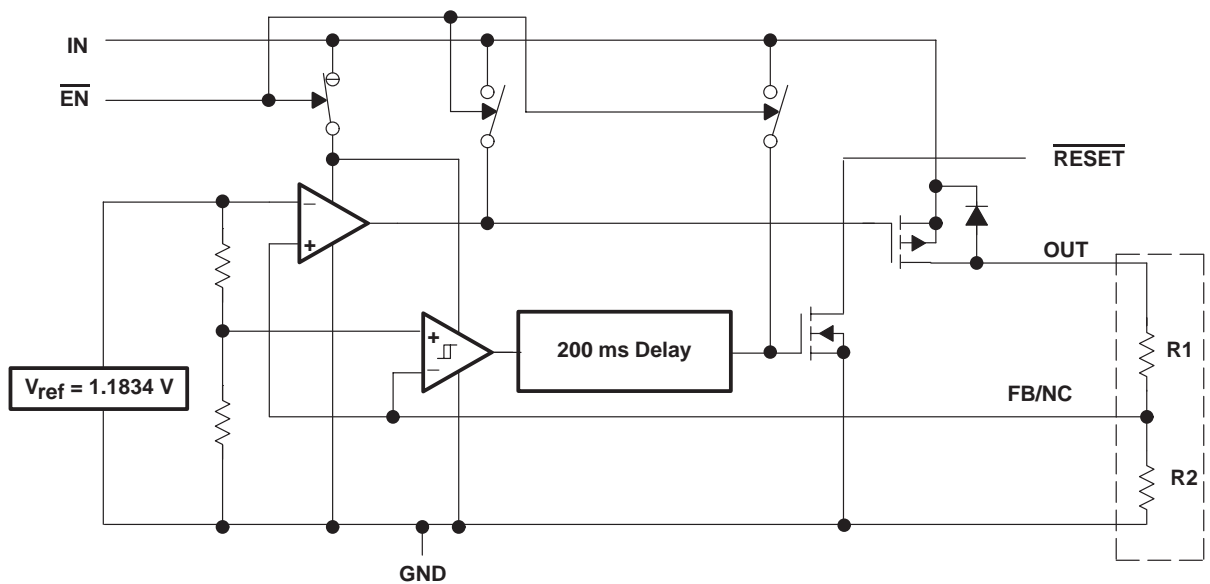 IN
EN
RESET
OUT
−
+
+
−
200 ms Delay
R1
Vref = 1.1834 V
FB/NC
R2
GND